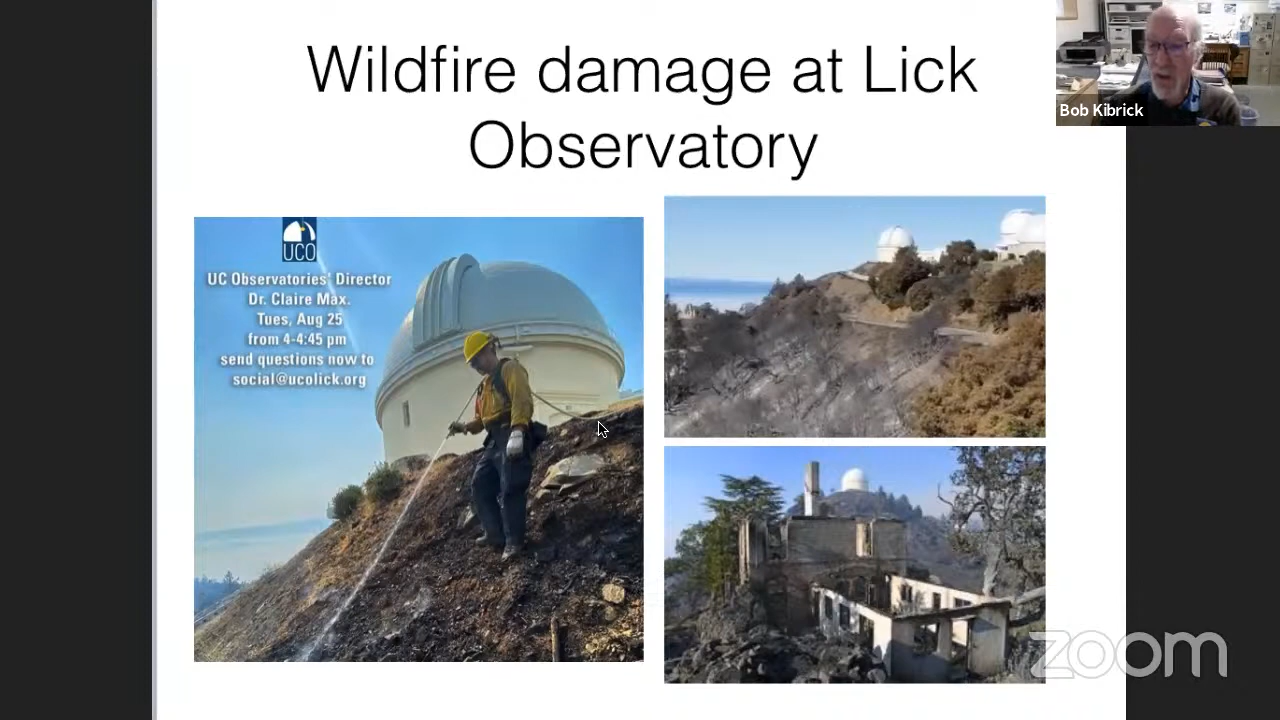 Wildfire damage at Lick
Observatory
Bob Kibrick
UCO
UC Observatories' Director
Dr. Claire Max.
Tues, Aug 25
from 4-4:45 pm
send questions now to
social@ucolick.org
zoom